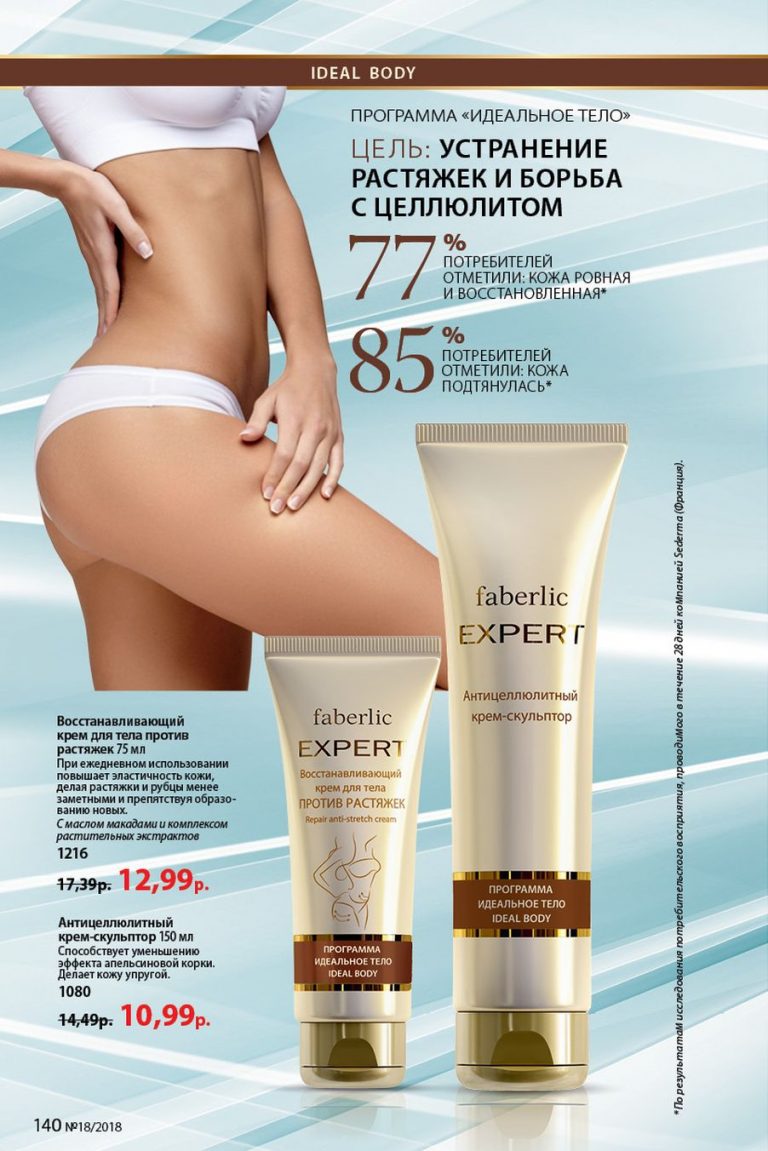 IDEAL BODY
ПРОГРАММА «ИДЕАЛЬНОЕ ТЕЛО»
ЦЕЛЬ: УСТРАНЕНИЕ
РАСТЯЖЕК И БОРЬБА
С ЦЕЛЛЮЛИТОМ
77%
ПОТРЕБИТЕЛЕЙ
ОТМЕТИЛИ: КОЖА РОВНАЯ
И ВОССТАНОВЛЕННАЯ*
85%
ПОТРЕБИТЕЛЕЙ
ОТМЕТИЛИ: КОЖА
ПОДТЯНУЛАСЬ*
faberlic
EXPERT
Антицеллюлитный
крем-скульптор
ПРОГРАММА
ИДЕАЛЬНОЕ ТЕЛО
IDEAL BODY
faberlic
EXPERT
Восстанавливающий
крем для тела
ПРОТИВ РАСТЯЖЕК
Repair anti-stretch cream
ПРОГРАММА
ИДЕАЛЬНОЕ ТЕЛО
IDEAL BODY
Восстанавливающий
крем для тела против
растяжек 75 мл
При ежедневном использовании
повышает эластичность кожи,
делая растяжки и рубцы менее
заметными и препятствуя образо-
ванию новых.
С маслом макадами и комплексом
растительных экстрактов
1216
17,39р. 12,99р.
Антицеллюлитный
крем-скульптор 150 мл
Способствует уменьшению
эффекта апельсиновой корки.
Делает кожу упругой.
1080
14,49р. 10,99р.
*По результатам исследования потребительского восприятия, проводимого в течение 28 дней компанией Sederma (Франция).
140 №18/2018